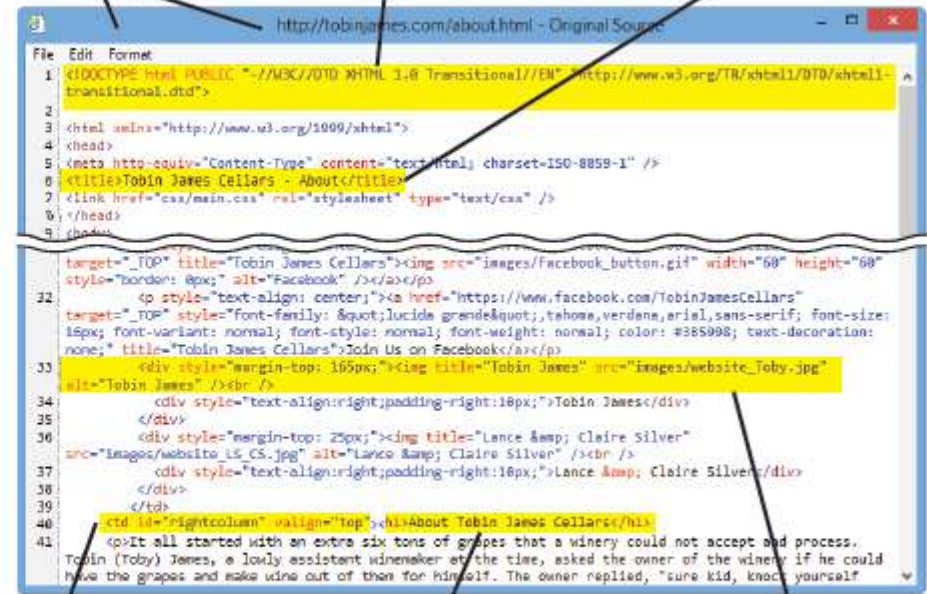 http://tobinjames.com/about.html - Original Source
File Edit Format
1 <!DOCTYPE html PUBLIC "-//W3C//DTD XHTML 1.0 Transitional//EN" "http://www.w3.org/TR/xhtml1/DTD/xhtml1-
transitional.dtd">
2
3 <html xmlns="http://www.w3.org/1999/xhtml">
4 <head>
5 <meta http-equiv="Content-Type" content="text/html; charset=ISO-8859-1" />
6 <title>Tobin James Cellars - About</title>
7 <link href="css/main.css" rel="stylesheet" type="text/css" />
8 </head>
9 <body>
target="_TOP" title="Tobin James Cellars"><img src="images/Facebook_button.gif" width="60" height="60"
style="border: 0px;" alt="Facebook" /></a></p>
32 <p style="text-align: center;"><a href="https://www.facebook.com/TobinJamesCellars"
target="_TOP" style="font-family: &quot;lucida grande&quot;,tahoma,verdana,arial,sans-serif; font-size:
16px; font-variant: normal; font-style: normal; font-weight: normal; color: #3B5998; text-decoration:
none;" title="Tobin James Cellars">Join Us on Facebook</a></p>
33 <div style="margin-top: 165px;"><img title="Tobin James" src="images/website_Toby.jpg"
alt="Tobin James" /><br />
34 <div style="text-align:right;padding-right:10px;">Tobin James</div>
35 </div>
36 <div style="margin-top: 25px;"><img title="Lance &amp; Claire Silver"
src="images/website_LS_CS.jpg" alt="Lance &amp; Claire Silver" /><br />
37 <div style="text-align:right;padding-right:10px;">Lance &amp; Claire Silver</div>
38 </div>
39 </td>
40 <td id="rightcolumn" valign="top"><h1>About Tobin James Cellars</h1>
41 <p>It all started with an extra six tons of grapes that a winery could not accept and process.
Tobin (Toby) James, a lowly assistant winemaker at the time, asked the owner of the winery if he could
have the grapes and make wine out of them for himself. The owner replied, "sure kid, knock yourself